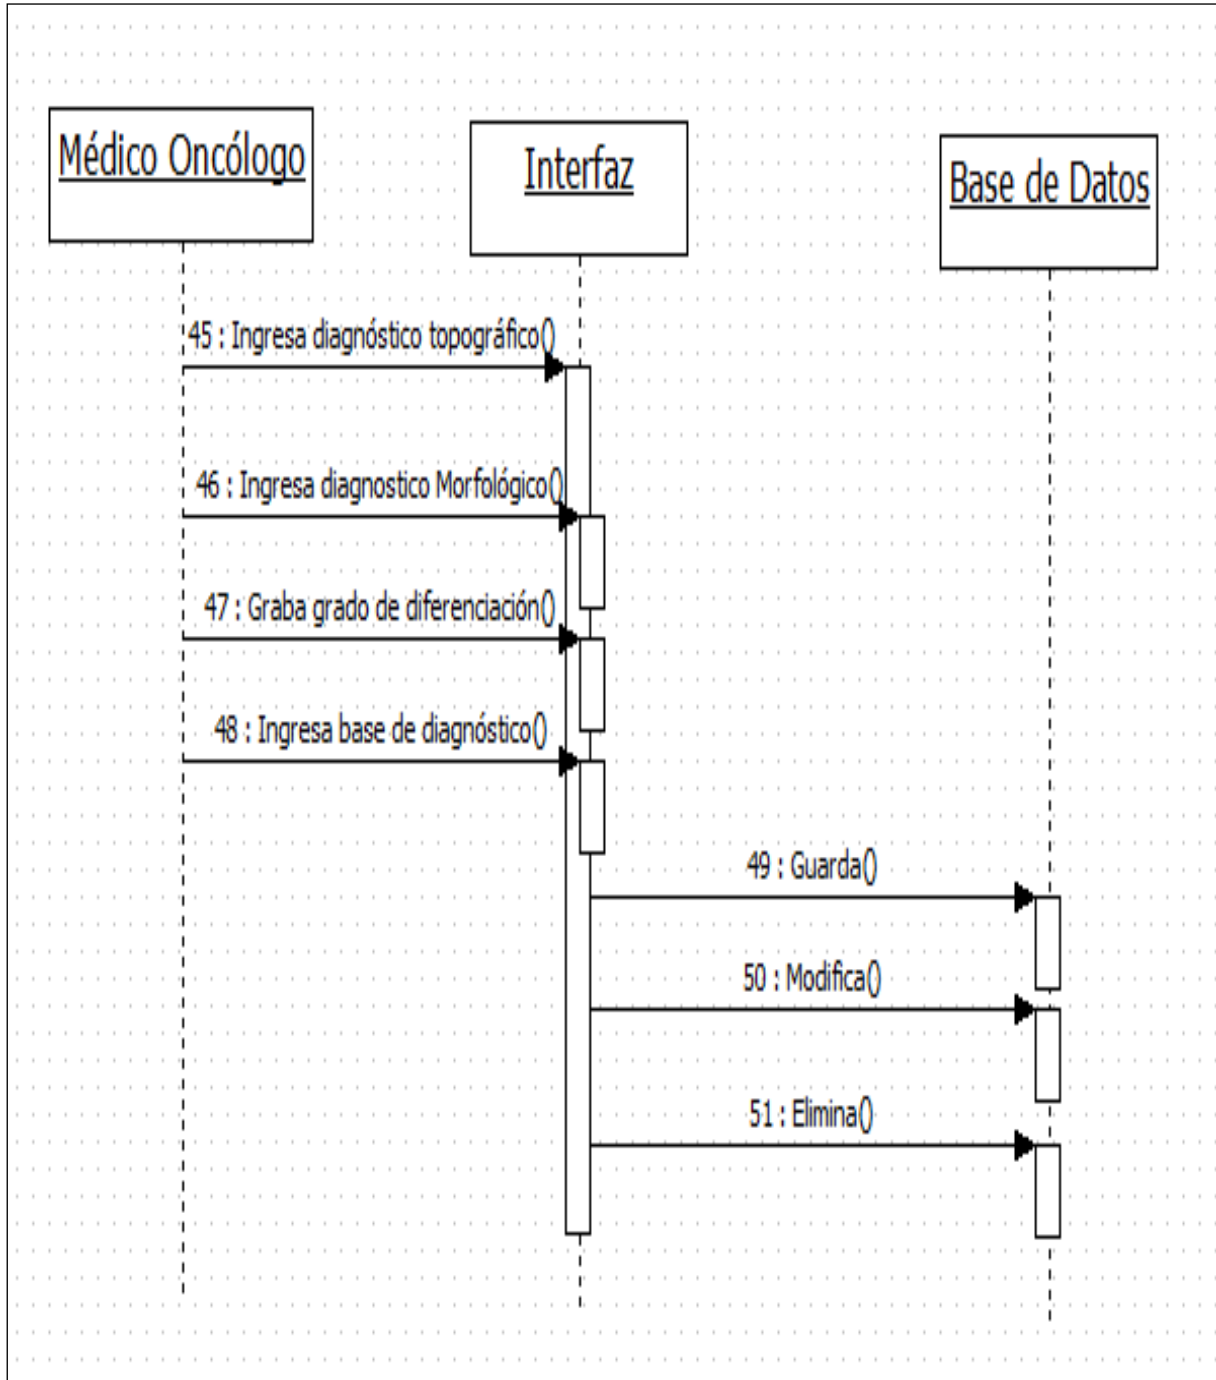 Médico Oncólogo
Interfaz
Base de Datos
45 : Ingresa diagnóstico topográfico()
46 : Ingresa diagnostico Morfológico()
47 : Graba grado de diferenciación()
48 : Ingresa base de diagnóstico()
49 : Guarda()
50 : Modifica()
51 : Elimina()